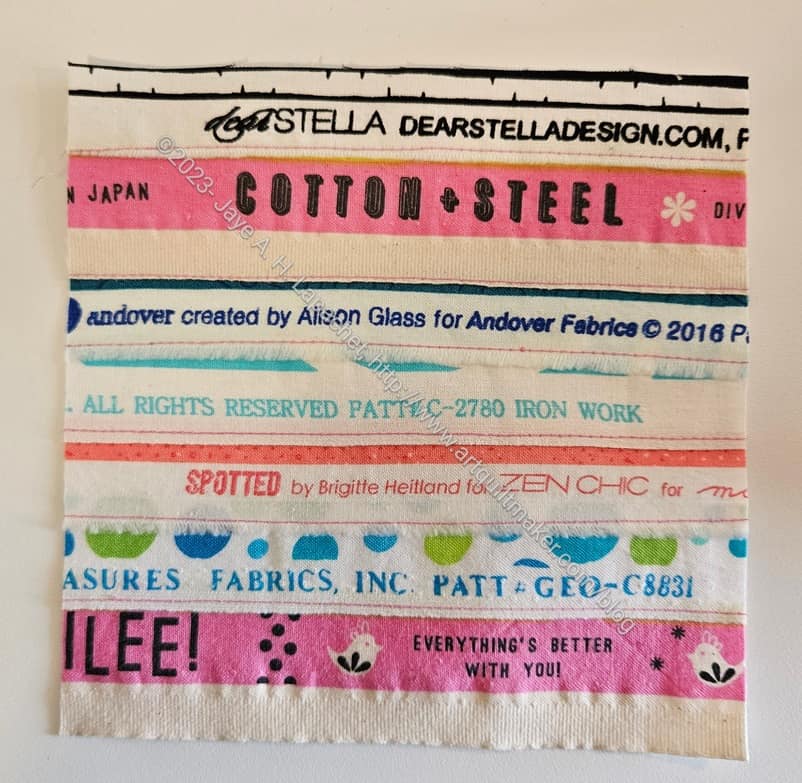 dear STELLA DEARSTELLADESIGN.COM, F
N JAPAN COTTON + STEEL DIV
andover created by Alison Glass for Andover Fabrics © 2016 Pa
. ALL RIGHTS RESERVED PATT# C-2780 IRON WORK
SPOTTED by Brigitte Heitland for ZEN CHIC for mo
ASURES FABRICS, INC. PATT# GEO-C8831
ILEE! EVERYTHING'S BETTER
WITH YOU!
©2023- Jaye A. H. Lapachet, http://www.artquiltmaker.com/blog